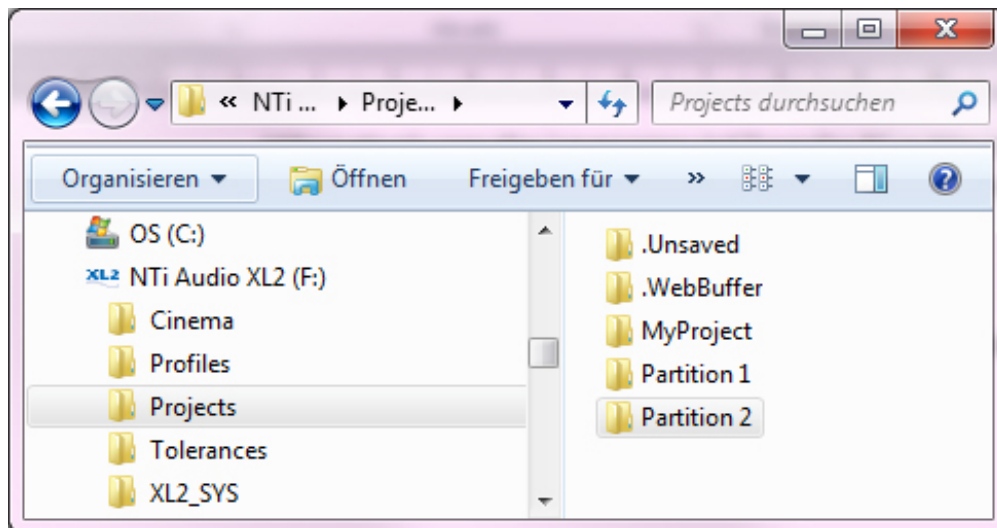 « NTi ... Proje...
Projects durchsuchen
Organisieren Öffnen Freigeben für »
OS (C:)
XL2 NTi Audio XL2 (F:)
Cinema
Profiles
Projects
Tolerances
XL2_SYS
.Unsaved
.WebBuffer
MyProject
Partition 1
Partition 2